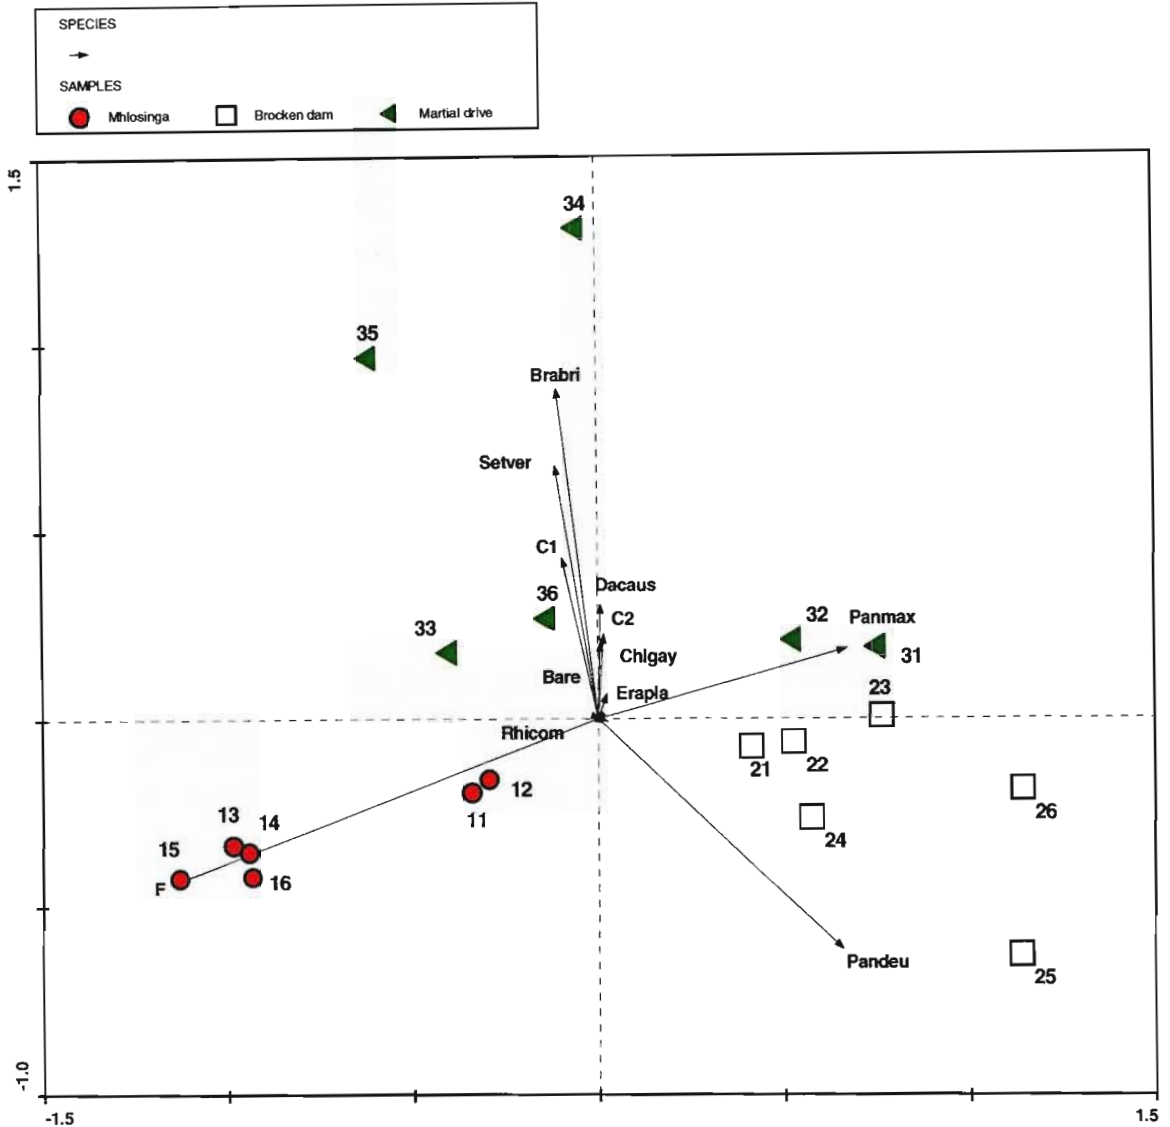 SPECIES
SAMPLES
Mhlosinga Brocken dam Martial drive
1.5
34
35
Brabri
Setver
C1
Dacaus
36
C2
32
Panmax
33
Chlgay
31
Bare
23
Erapla
Rhicom
21
22
12
26
11
13
14
24
15
F
16
Pandeu
25
-1.0
-1.5
1.5